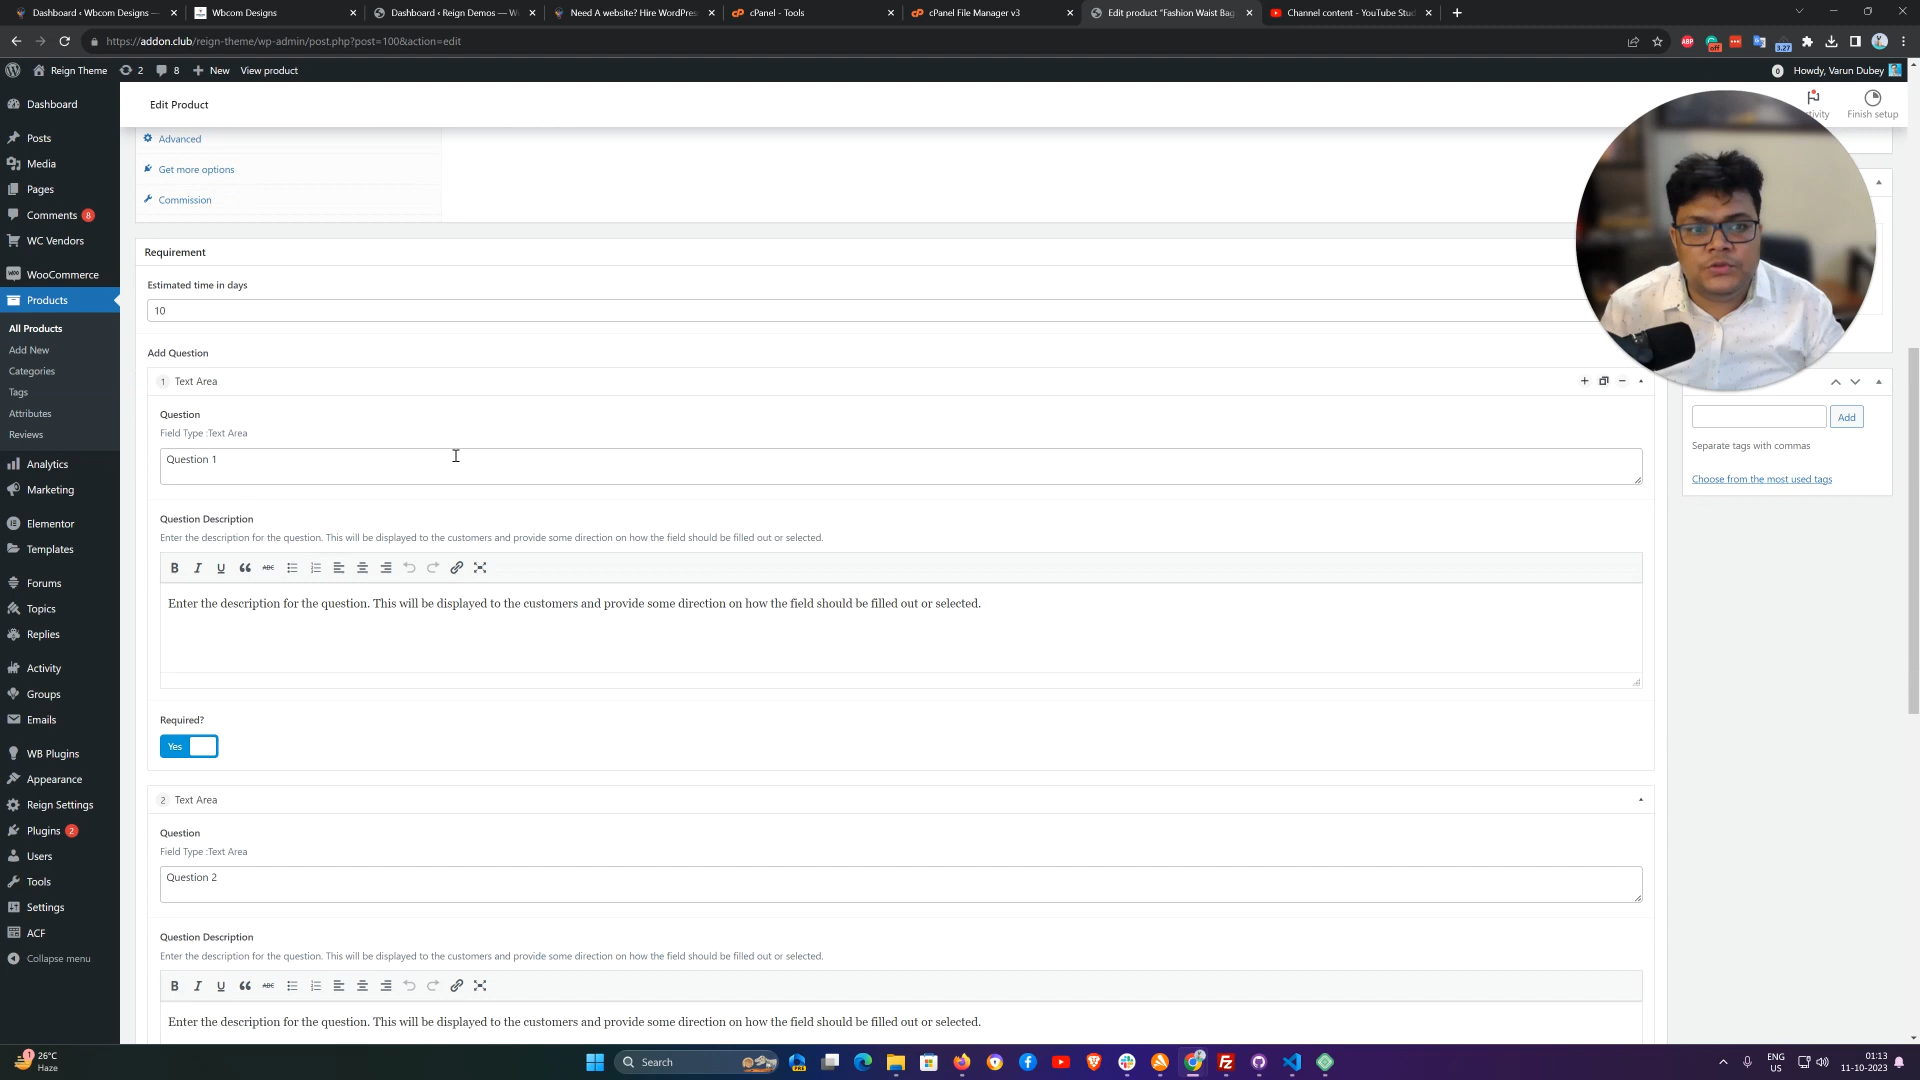 Dashboard ‹ Wbcom Designs —
Wbcom Designs
Dashboard ‹ Reign Demos — W
Need A website? Hire WordPre
cPanel - Tools
cPanel File Manager v3
Edit product "Fashion Waist Bag
Channel content - YouTube Stud
https://addon.club/reign-theme/wp-admin/post.php?post=100&action=edit
ABP
off
3.27
Reign Theme
2
8
New
View product
0
Howdy, Varun Dubey
Edit Product
Finish setup
Dashboard
Posts
Media
Pages
Comments 8
WC Vendors
WooCommerce
Products
All Products
Add New
Categories
Tags
Attributes
Reviews
Analytics
Marketing
Elementor
Templates
Forums
Topics
Replies
Activity
Groups
Emails
WB Plugins
Appearance
Reign Settings
Plugins 2
Users
Tools
Settings
ACF
Collapse menu
Advanced
Get more options
Commission
Requirement
Estimated time in days
10
Add Question
1 Text Area
Question
Field Type :Text Area
Question 1
Question Description
Enter the description for the question. This will be displayed to the customers and provide some direction on how the field should be filled out or selected.
B I U ABC
Enter the description for the question. This will be displayed to the customers and provide some direction on how the field should be filled out or selected.
Required?
Yes
2 Text Area
Question
Field Type :Text Area
Question 2
Question Description
Enter the description for the question. This will be displayed to the customers and provide some direction on how the field should be filled out or selected.
B I U ABC
Enter the description for the question. This will be displayed to the customers and provide some direction on how the field should be filled out or selected.
Add
Separate tags with commas
Choose from the most used tags
1
26°C
Haze
Search
ENG
US
01:13
11-10-2023